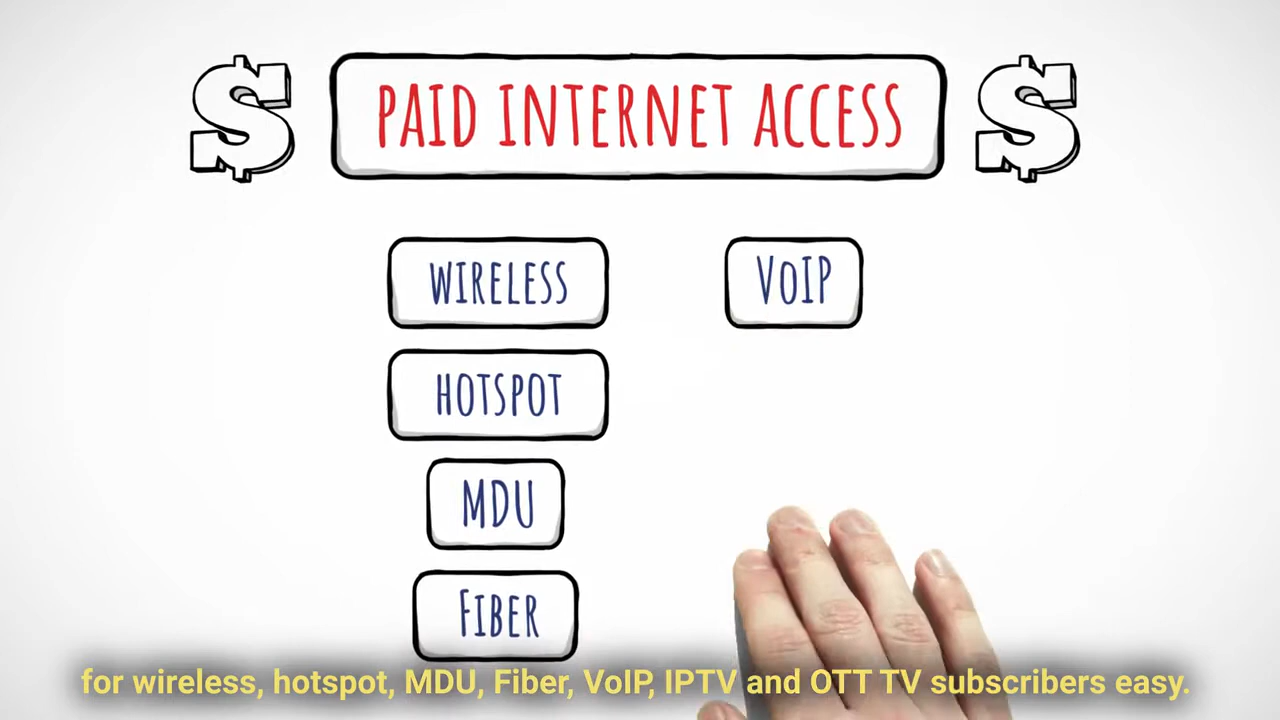 $ PAID INTERNET ACCESS $
WIRELESS
VoIP
HOTSPOT
MDU
FIBER
for wireless, hotspot, MDU, Fiber, VoIP, IPTV and OTT TV subscribers easy.